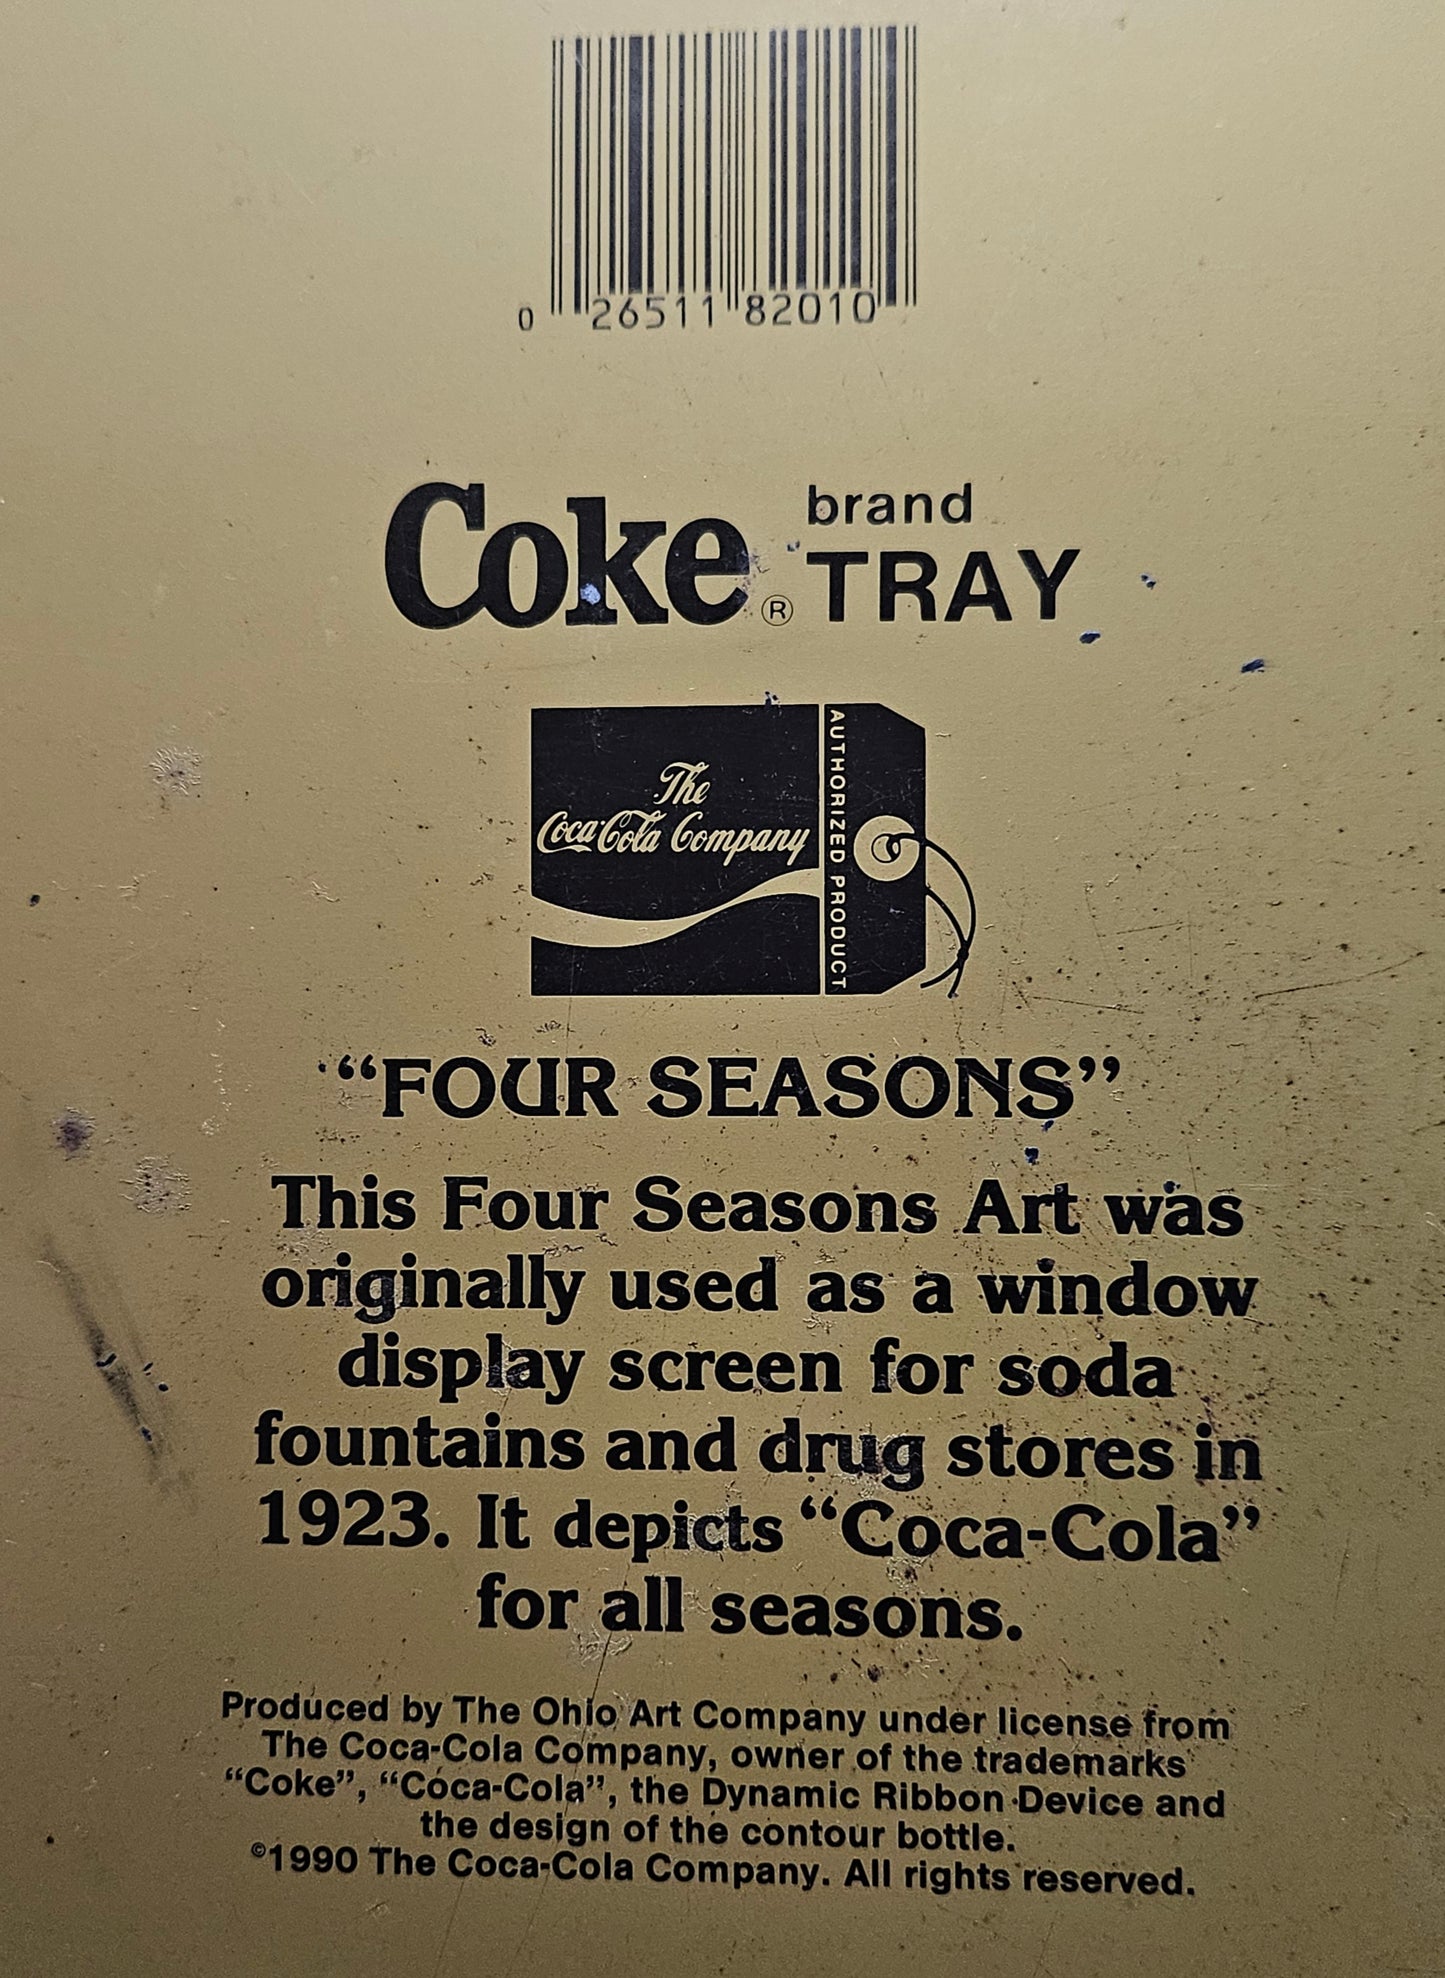 0 26511 82010
Coke® brand
TRAY
The
Coca-Cola Company
AUTHORIZED PRODUCT
“FOUR SEASONS”
This Four Seasons Art was
originally used as a window
display screen for soda
fountains and drug stores in
1923. It depicts “Coca-Cola”
for all seasons.
Produced by The Ohio Art Company under license from
The Coca-Cola Company, owner of the trademarks
“Coke”, “Coca-Cola”, the Dynamic Ribbon Device and
the design of the contour bottle.
©1990 The Coca-Cola Company. All rights reserved.